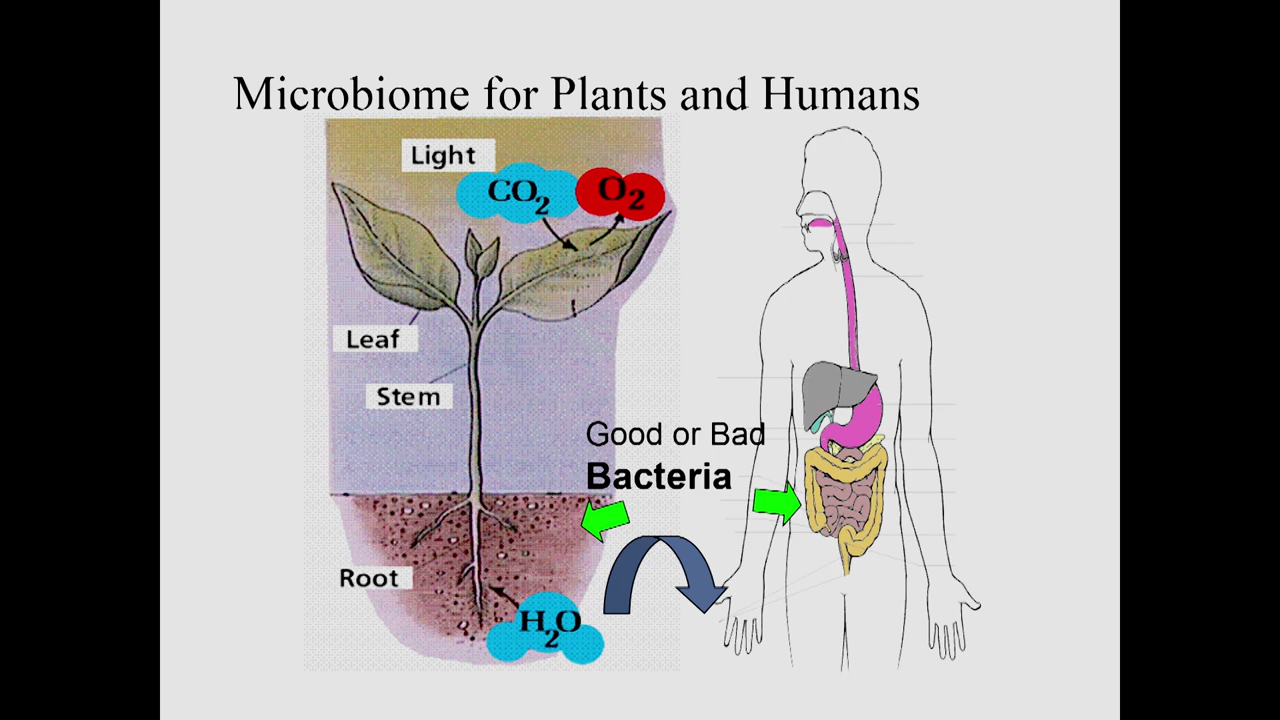 Microbiome for Plants and Humans
Light
CO2
O2
Leaf
Stem
Good or Bad
Bacteria
Root
H2O